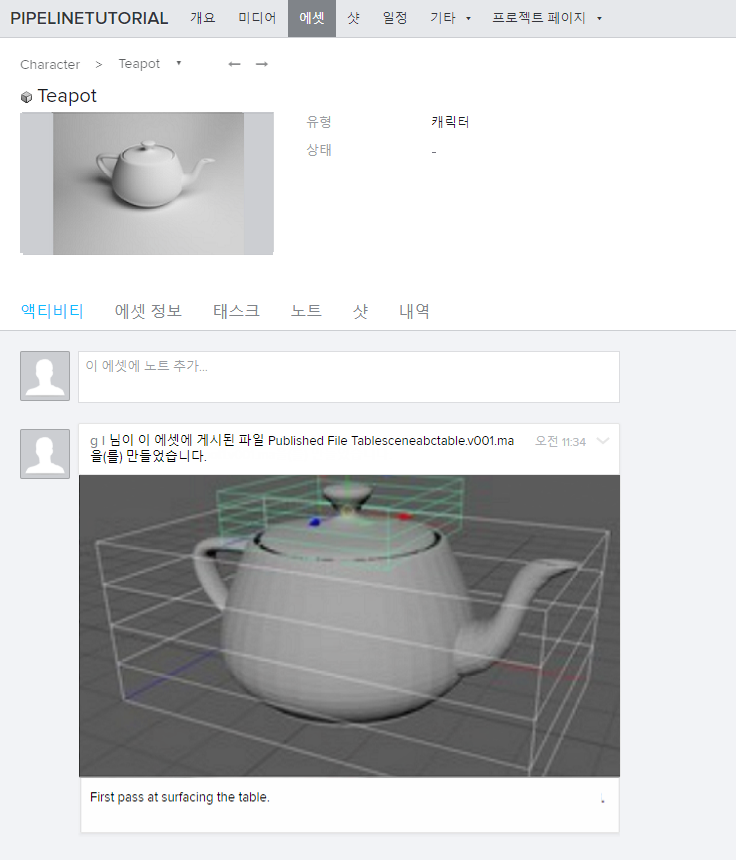 PIPELINETUTORIAL 개요 미디어 에셋 샷 일정 기타 프로젝트 페이지
Character > Teapot
Teapot
유형 캐릭터
상태 -
액티비티 에셋 정보 태스크 노트 샷 내역
이 에셋에 노트 추가...
g l 님이 이 에셋에 게시된 파일 Published File Tablesceneabctable.v001.ma 오전 11:34
을(를) 만들었습니다.
First pass at surfacing the table.